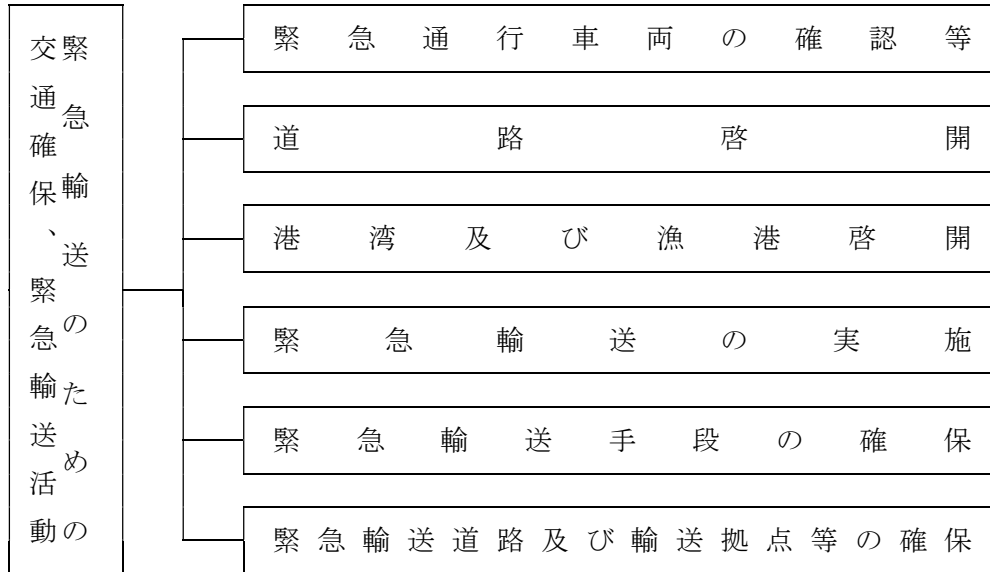 緊急輸送のための
交通確保、緊急輸送活動
緊急通行車両の確認等
道路啓開
港湾及び漁港啓開
緊急輸送の実施
緊急輸送手段の確保
緊急輸送道路及び輸送拠点等の確保